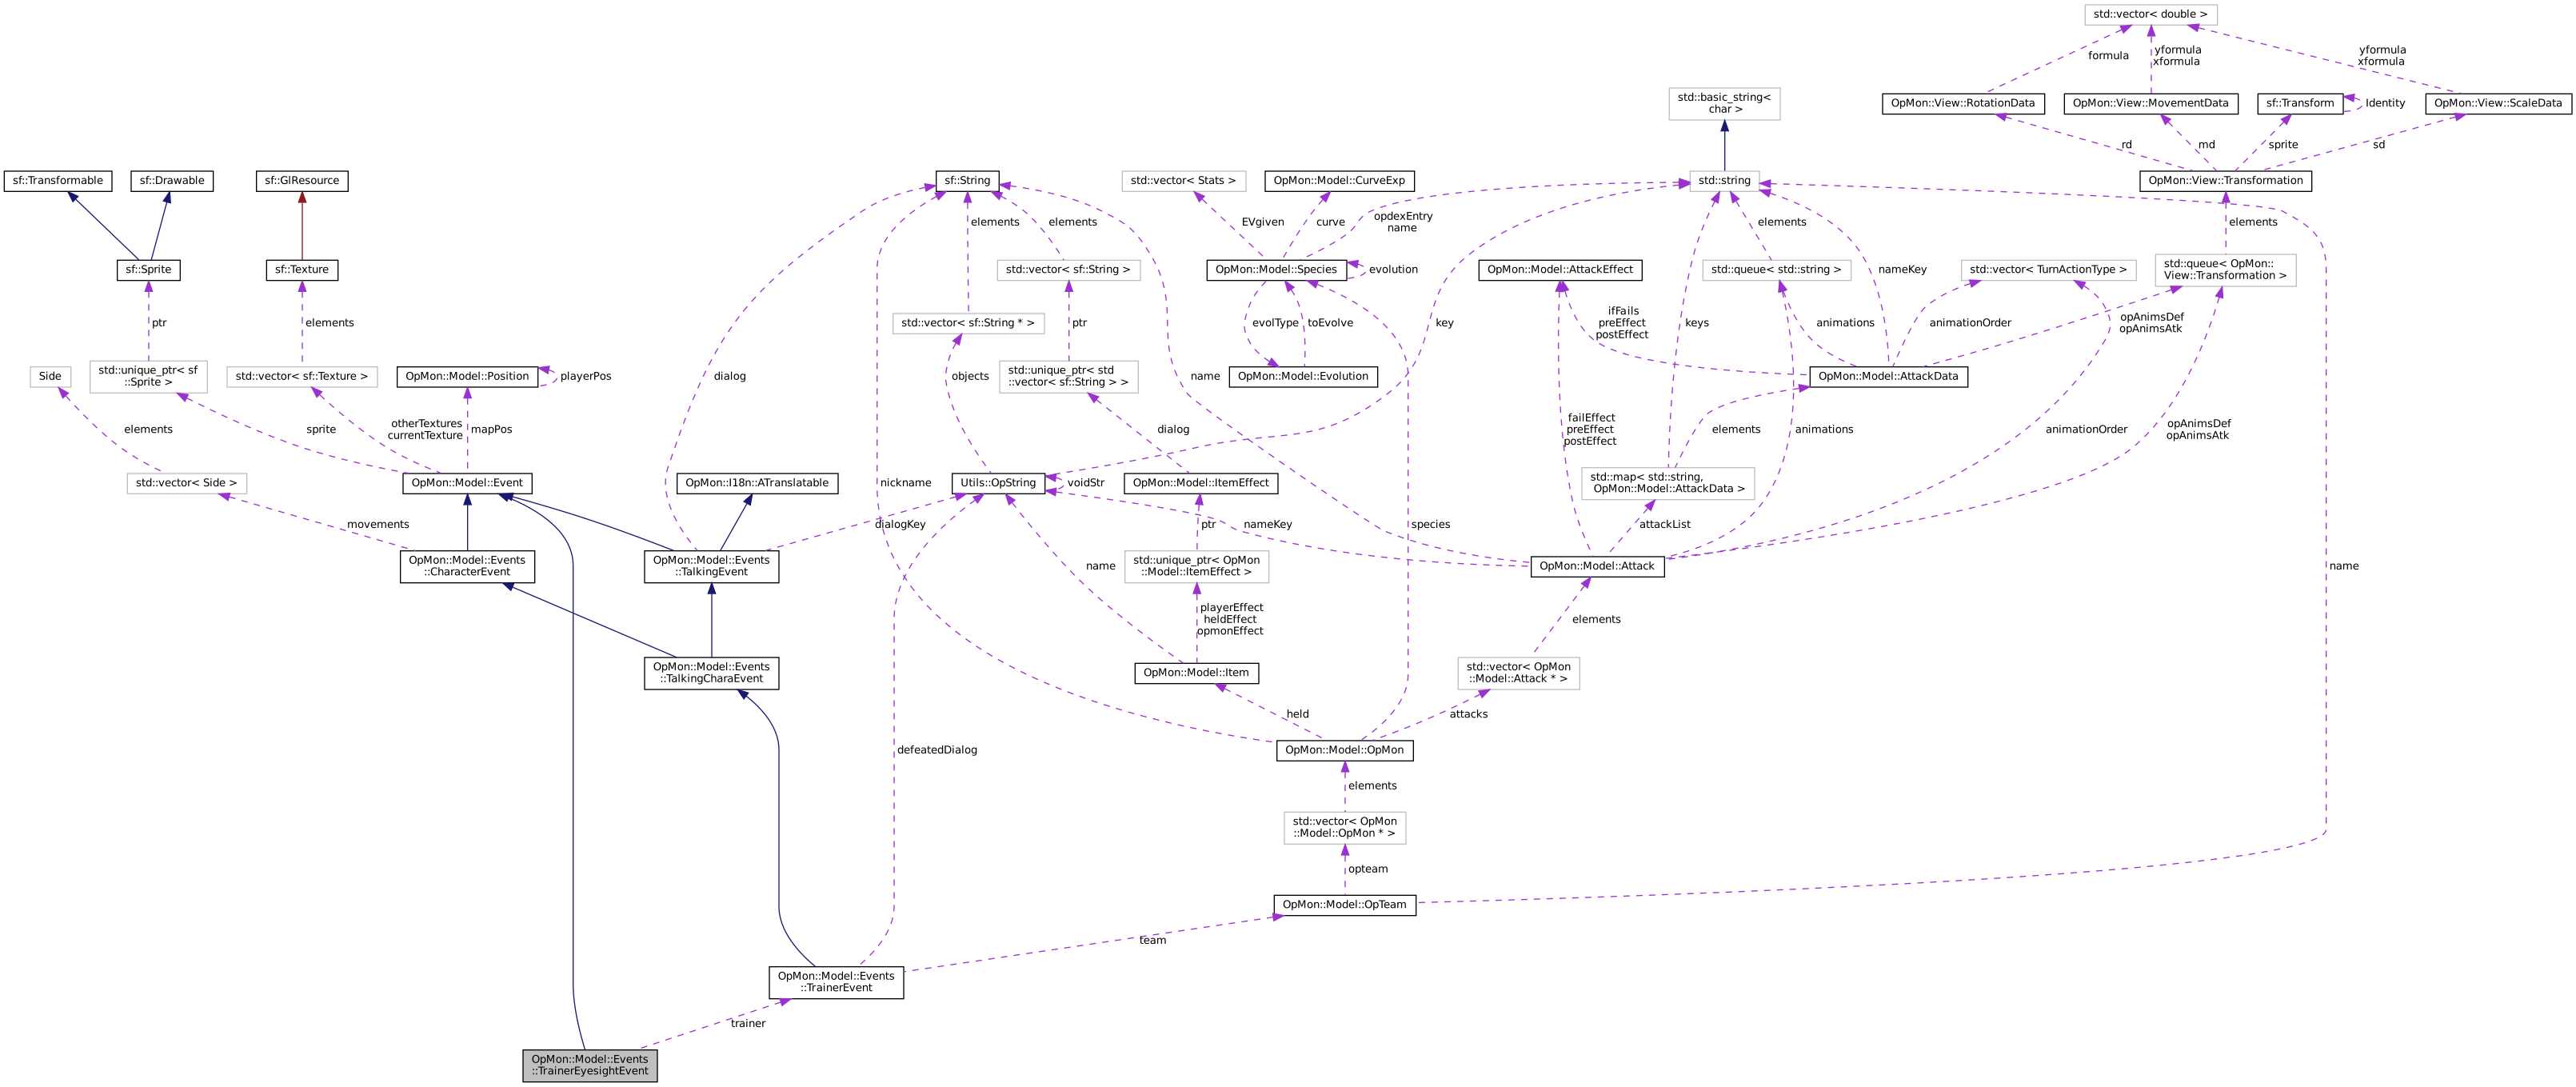 std::vector< double >
formula
yformula
xformula
yformula
xformula
std::basic_string<
char >
OpMon::View::RotationData
OpMon::View::MovementData
sf::Transform
Identity
OpMon::View::ScaleData
rd
md
sprite
sd
sf::Transformable
sf::Drawable
sf::GlResource
sf::String
std::vector< Stats >
OpMon::Model::CurveExp
std::string
OpMon::View::Transformation
elements
elements
EVgiven
curve
opdexEntry
name
elements
elements
sf::Sprite
sf::Texture
std::vector< sf::String >
OpMon::Model::Species
evolution
OpMon::Model::AttackEffect
std::queue< std::string >
nameKey
std::vector< TurnActionType >
std::queue< OpMon::
View::Transformation >
ptr
elements
std::vector< sf::String * >
ptr
evolType
toEvolve
key
ifFails
preEffect
postEffect
keys
animations
animationOrder
opAnimsDef
opAnimsAtk
Side
std::unique_ptr< sf
::Sprite >
std::vector< sf::Texture >
OpMon::Model::Position
playerPos
dialog
objects
std::unique_ptr< std
::vector< sf::String > >
name
OpMon::Model::Evolution
OpMon::Model::AttackData
elements
sprite
otherTextures
currentTexture
mapPos
dialog
failEffect
preEffect
postEffect
elements
animations
animationOrder
opAnimsDef
opAnimsAtk
std::vector< Side >
OpMon::Model::Event
OpMon::I18n::ATranslatable
nickname
Utils::OpString
voidStr
OpMon::Model::ItemEffect
std::map< std::string,
OpMon::Model::AttackData >
movements
dialogKey
ptr
nameKey
species
attackList
OpMon::Model::Events
::CharacterEvent
OpMon::Model::Events
::TalkingEvent
name
std::unique_ptr< OpMon
::Model::ItemEffect >
OpMon::Model::Attack
name
playerEffect
heldEffect
opmonEffect
elements
OpMon::Model::Events
::TalkingCharaEvent
OpMon::Model::Item
std::vector< OpMon
::Model::Attack * >
held
attacks
defeatedDialog
OpMon::Model::OpMon
elements
std::vector< OpMon
::Model::OpMon * >
opteam
OpMon::Model::OpTeam
team
OpMon::Model::Events
::TrainerEvent
trainer
OpMon::Model::Events
::TrainerEyesightEvent